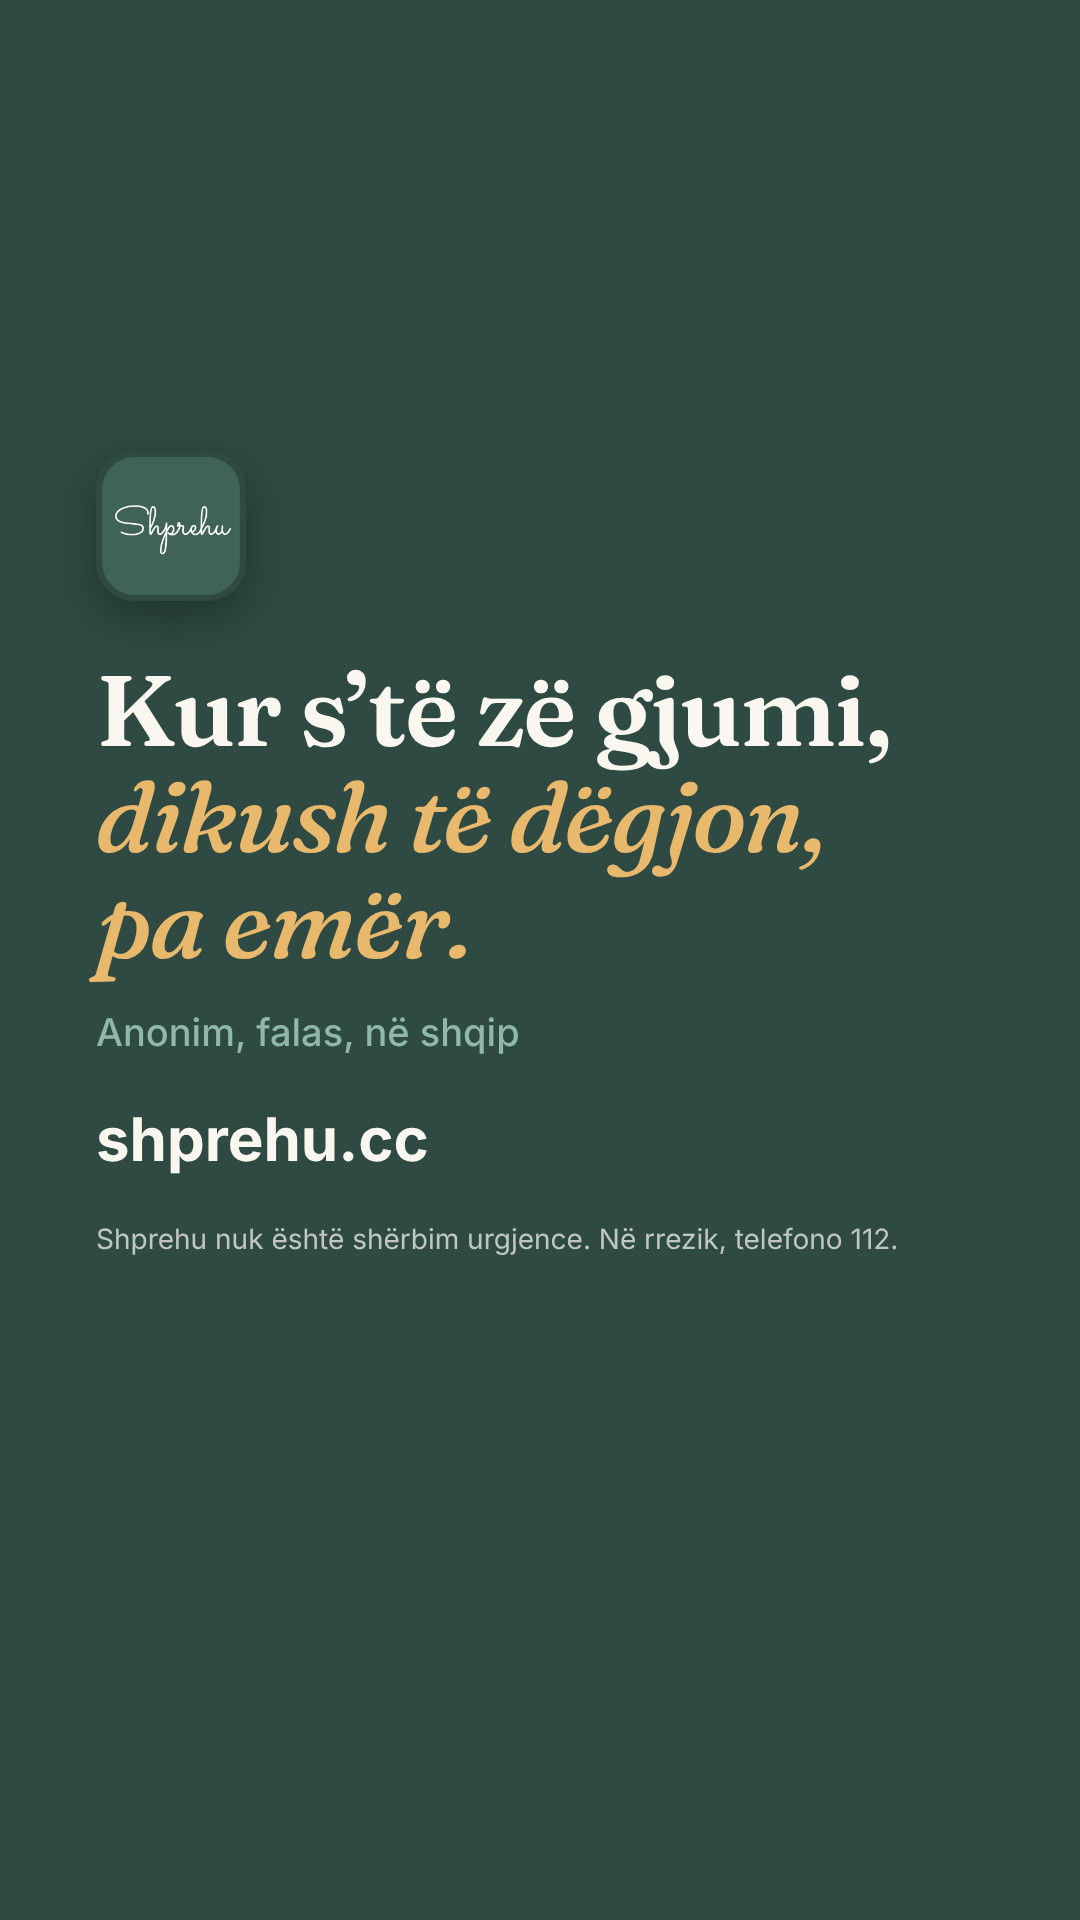 Shprehu
Kur s’të zë gjumi,
dikush të dëgjon,
pa emër.
Anonim, falas, në shqip
shprehu.cc
Shprehu nuk është shërbim urgjence. Në rrezik, telefono 112.